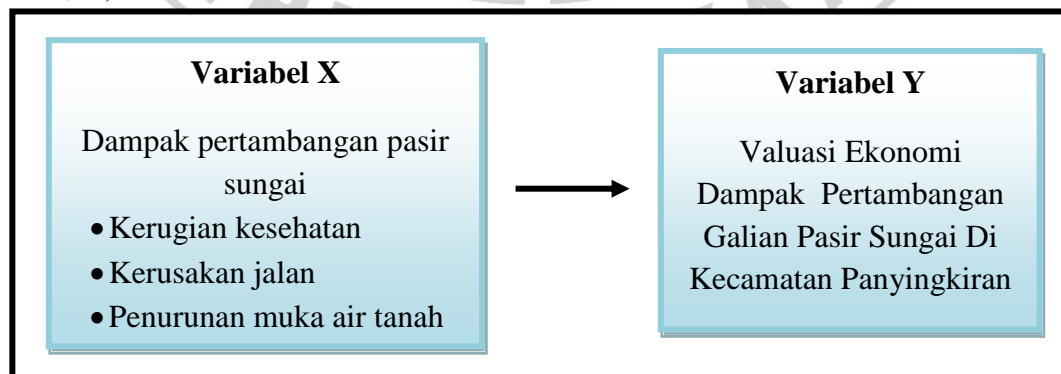 Variabel X
Dampak pertambangan pasir
sungai
• Kerugian kesehatan
• Kerusakan jalan
• Penurunan muka air tanah
Variabel Y
Valuasi Ekonomi
Dampak Pertambangan
Galian Pasir Sungai Di
Kecamatan Panyingkiran